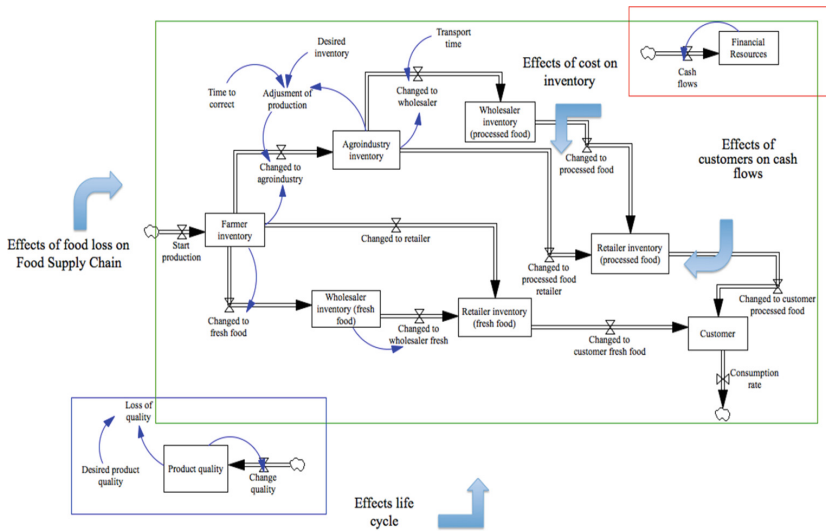 Transport
time
Desired
inventory
Financial
Resources
Cash
flows
Effects of cost on
inventory
Time to
correct
Adjusment of
production
Changed to
wholesaler
Wholesaler
inventory
(processed food)
Agroindustry
inventory
Effects of
customers on cash
flows
Changed to
agroindustry
Changed to
processed food
Effects of food loss on
Food Supply Chain
Farmer
inventory
Start
production
Changed to retailer
Retailer inventory
(processed food)
Changed to
processed food
retailer
Changed to customer
processed food
Changed to
fresh food
Wholesaler
inventory (fresh
food)
Changed to
wholesaler fresh
Retailer inventory
(fresh food)
Changed to
customer fresh food
Customer
Consumption
rate
Loss of
quality
Desired product
quality
Product quality
Change
quality
Effects life
cycle